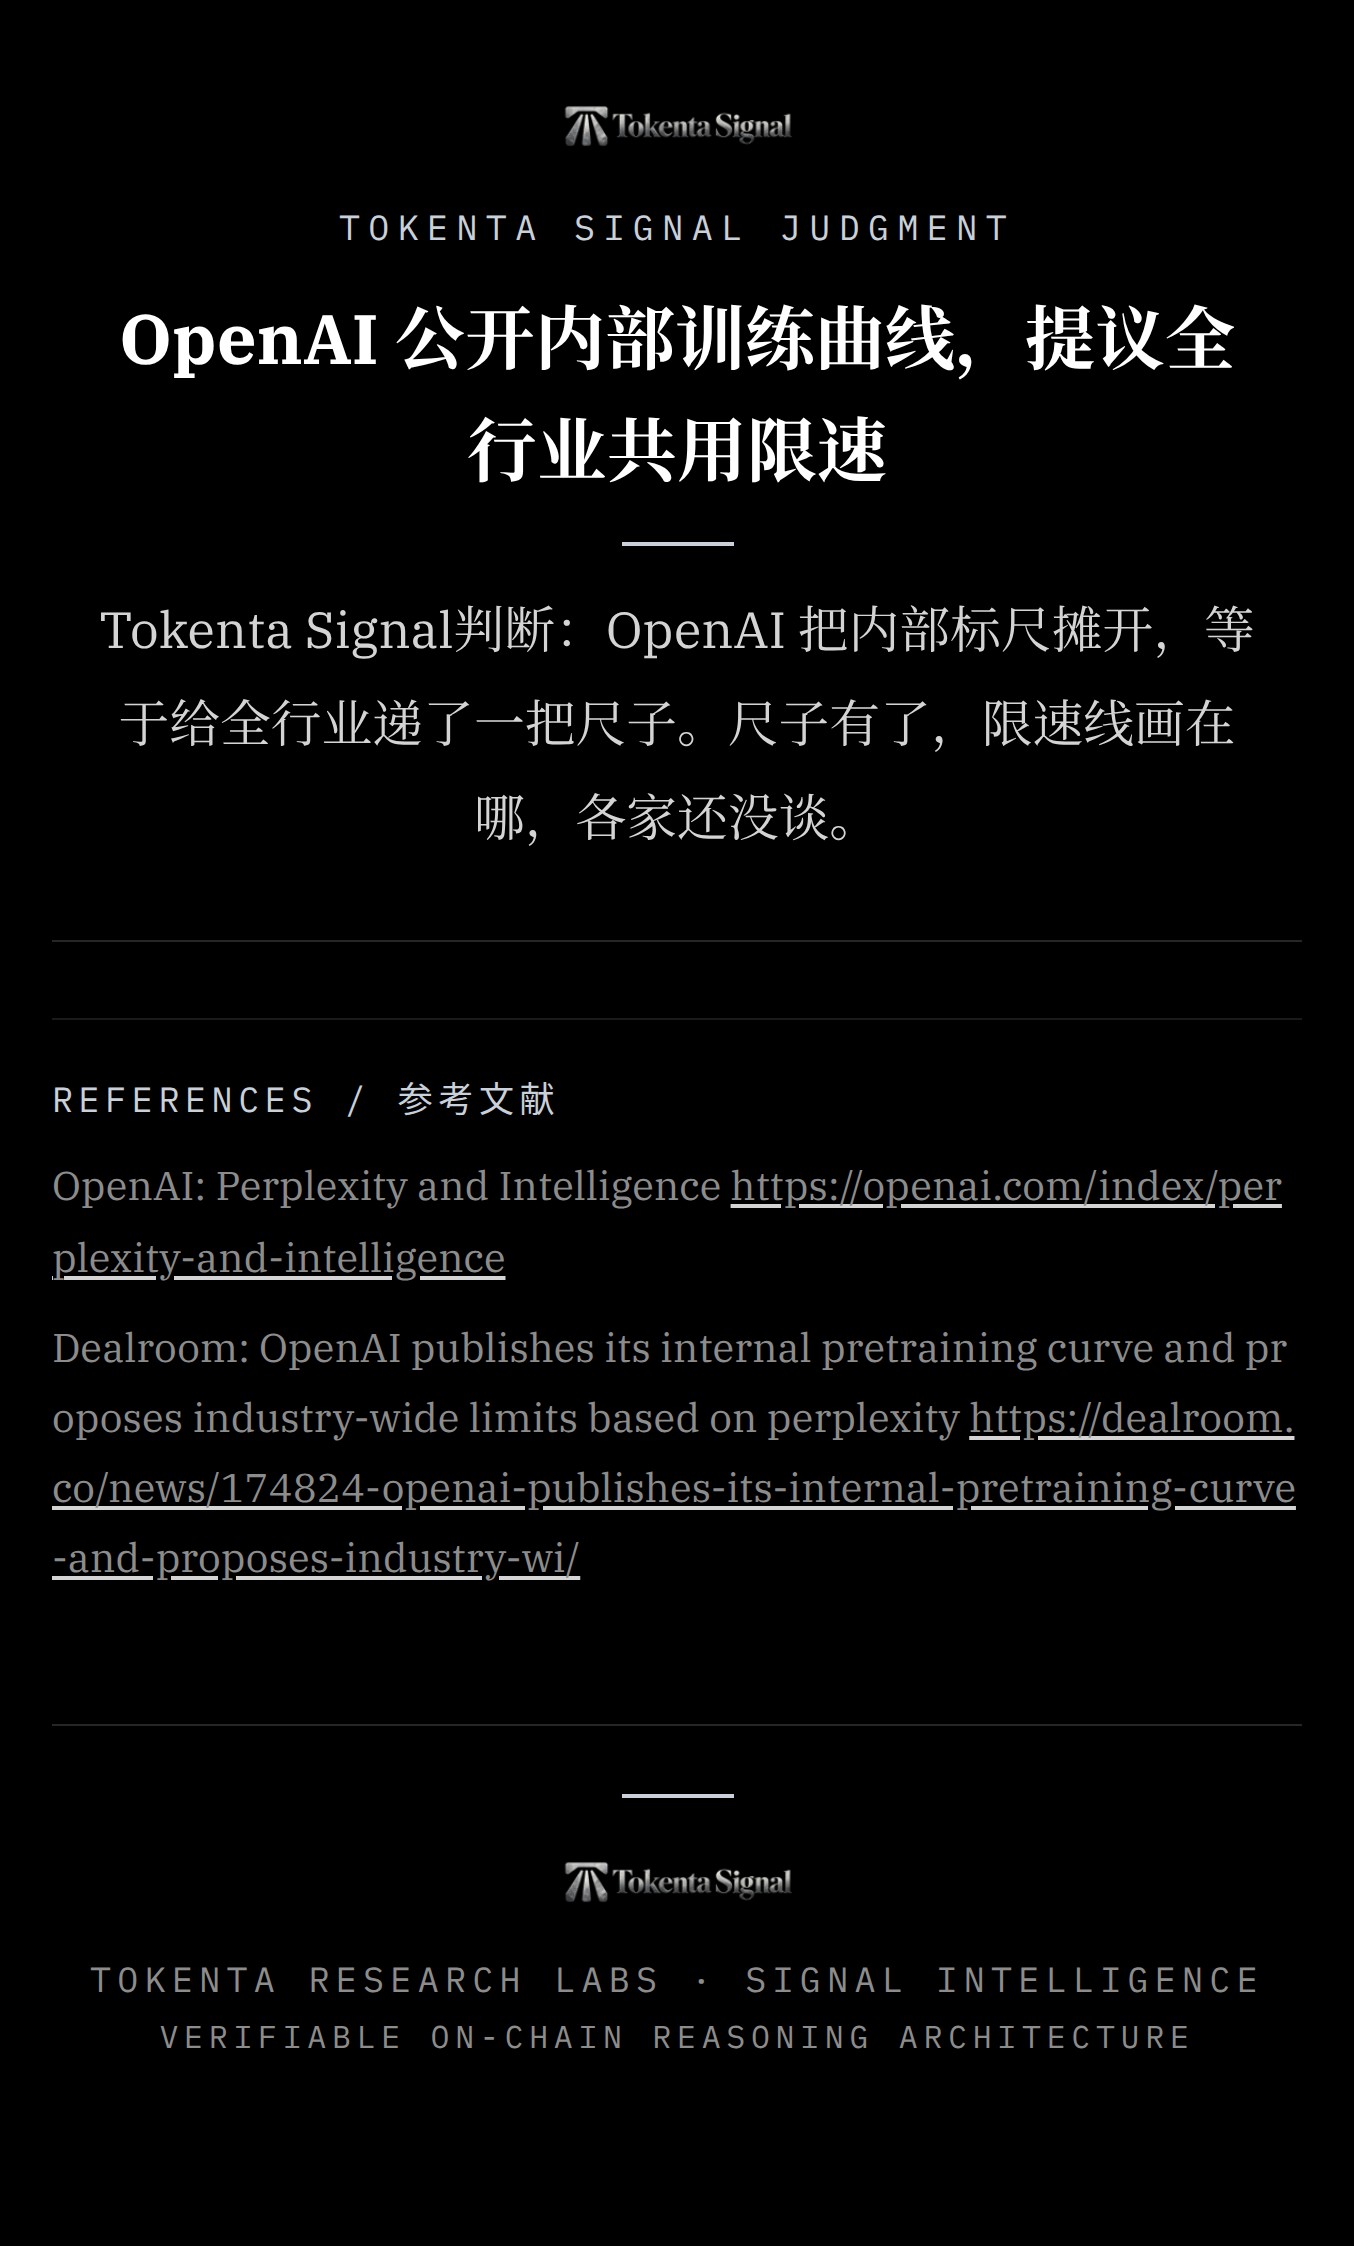 Tokenta Signal
TOKENTA SIGNAL JUDGMENT
OpenAI 公开内部训练曲线，提议全
行业共用限速
Tokenta Signal判断：OpenAI 把内部标尺摊开，等
于给全行业递了一把尺子。尺子有了，限速线画在
哪，各家还没谈。
REFERENCES / 参考文献
OpenAI: Perplexity and Intelligence https://openai.com/index/per
plexity-and-intelligence
Dealroom: OpenAI publishes its internal pretraining curve and pr
oposes industry-wide limits based on perplexity https://dealroom.
co/news/174824-openai-publishes-its-internal-pretraining-curve
-and-proposes-industry-wi/
Tokenta Signal
TOKENTA RESEARCH LABS · SIGNAL INTELLIGENCE
VERIFIABLE ON-CHAIN REASONING ARCHITECTURE